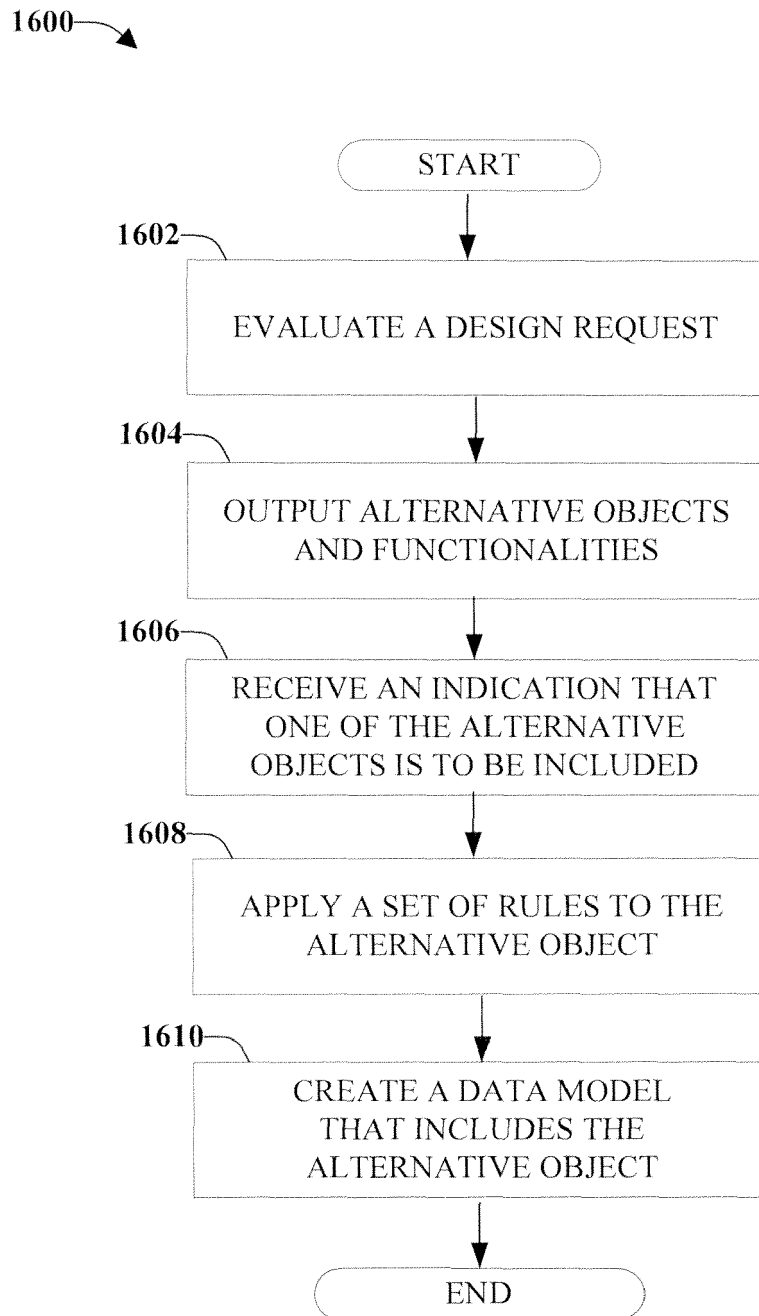 1600
START
1602
EVALUATE A DESIGN REQUEST
1604
OUTPUT ALTERNATIVE OBJECTS
AND FUNCTIONALITIES
1606
RECEIVE AN INDICATION THAT
ONE OF THE ALTERNATIVE
OBJECTS IS TO BE INCLUDED
1608
APPLY A SET OF RULES TO THE
ALTERNATIVE OBJECT
1610
CREATE A DATA MODEL
THAT INCLUDES THE
ALTERNATIVE OBJECT
END